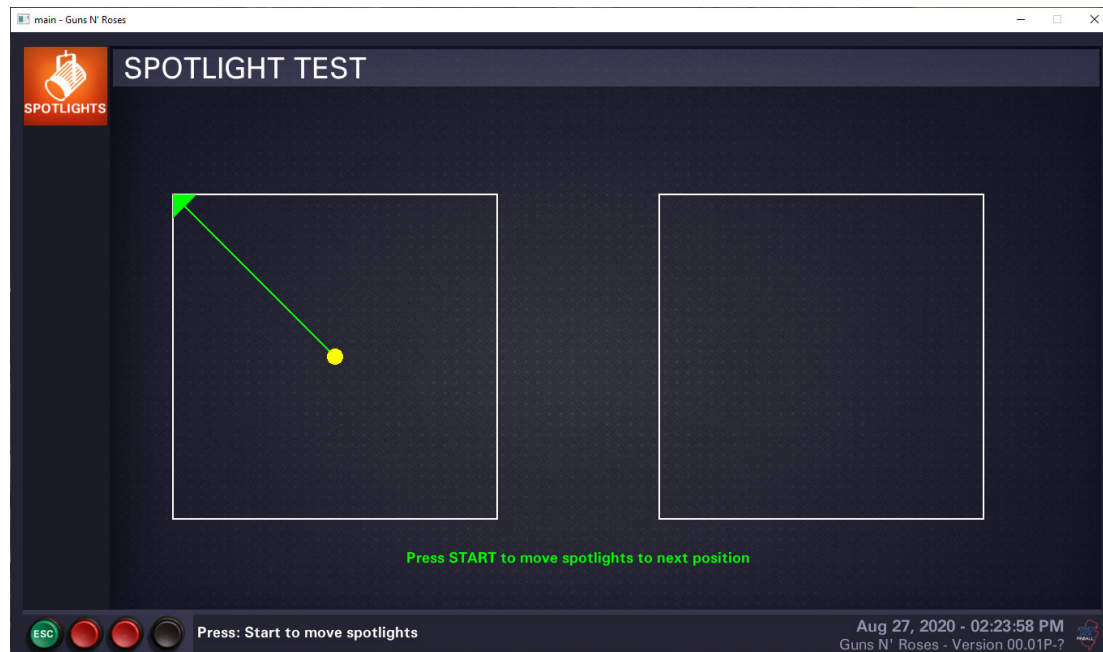 main - Guns N' Roses
SPOTLIGHT TEST
SPOTLIGHTS
Press START to move spotlights to next position
ESC
Press: Start to move spotlights
Aug 27, 2020 - 02:23:58 PM
Guns N' Roses - Version 00.01P-?